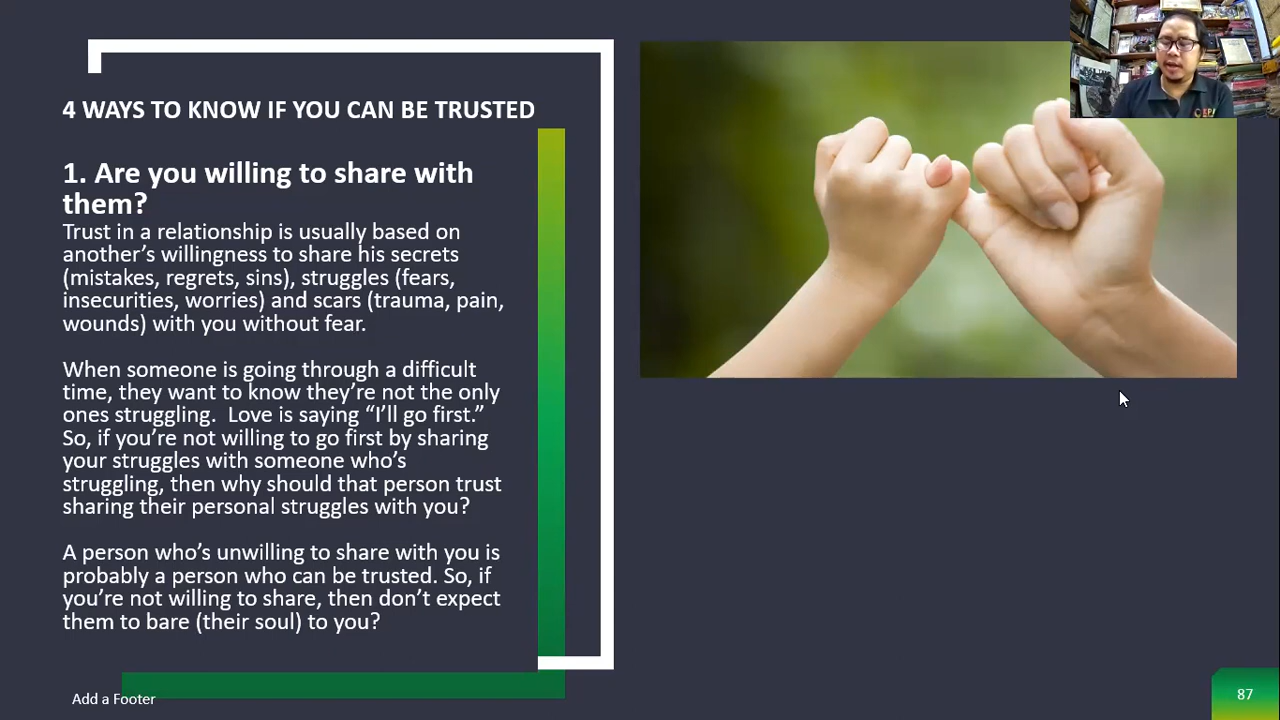 4 WAYS TO KNOW IF YOU CAN BE TRUSTED
1. Are you willing to share with
them?
Trust in a relationship is usually based on
another’s willingness to share his secrets
(mistakes, regrets, sins), struggles (fears,
insecurities, worries) and scars (trauma, pain,
wounds) with you without fear.
When someone is going through a difficult
time, they want to know they’re not the only
ones struggling.  Love is saying “I’ll go first.”
So, if you’re not willing to go first by sharing
your struggles with someone who’s
struggling, then why should that person trust
sharing their personal struggles with you?
A person who’s unwilling to share with you is
probably a person who can be trusted. So, if
you’re not willing to share, then don’t expect
them to bare (their soul) to you?
Add a Footer
87